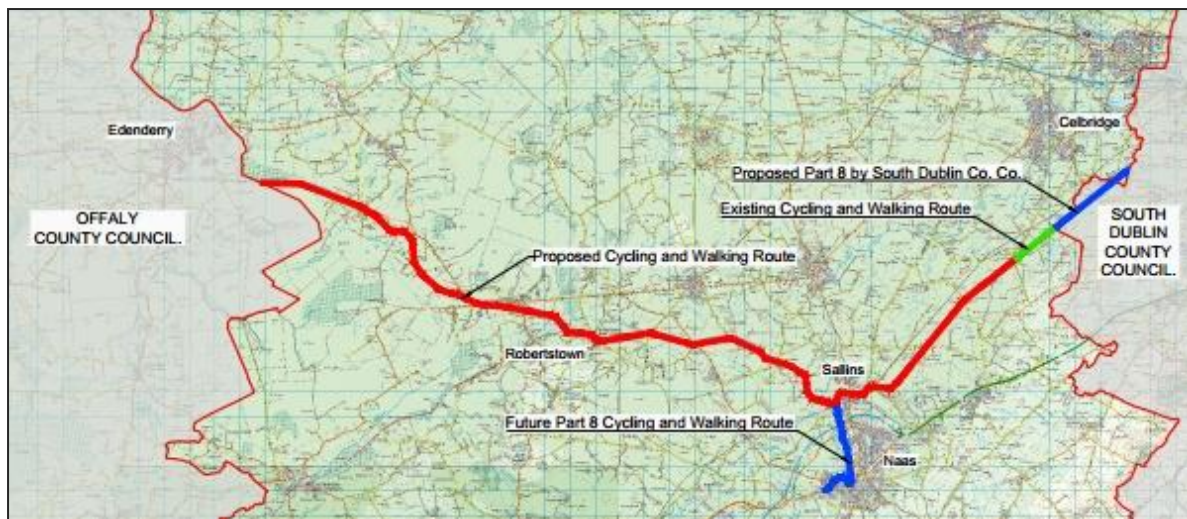 Celbridge
Edenderry
Proposed Part 8 by South Dublin Co. Co.
Existing Cycling and Walking Route
OFFALY
COUNTY COUNCIL.
SOUTH
DUBLIN
COUNTY
COUNCIL.
Proposed Cycling and Walking Route
Robertstown
Sallins
Future Part 8 Cycling and Walking Route
Naas